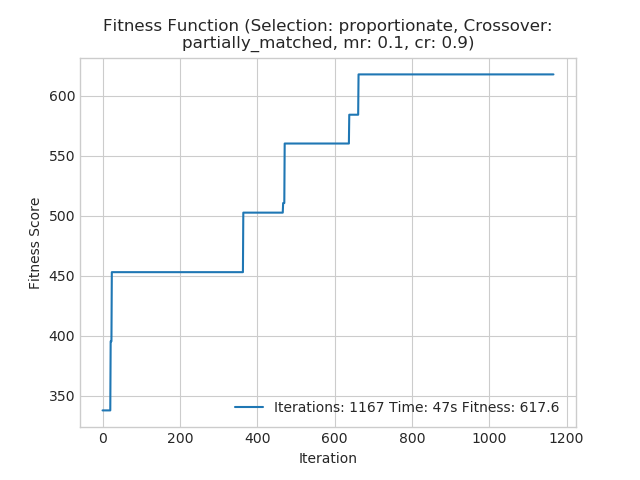 Fitness Function (Selection: proportionate, Crossover:
partially_matched, mr: 0.1, cr: 0.9)
Fitness Score
600
550
500
450
400
350
Iterations: 1167 Time: 47s Fitness: 617.6
0 200 400 600 800 1000 1200
Iteration